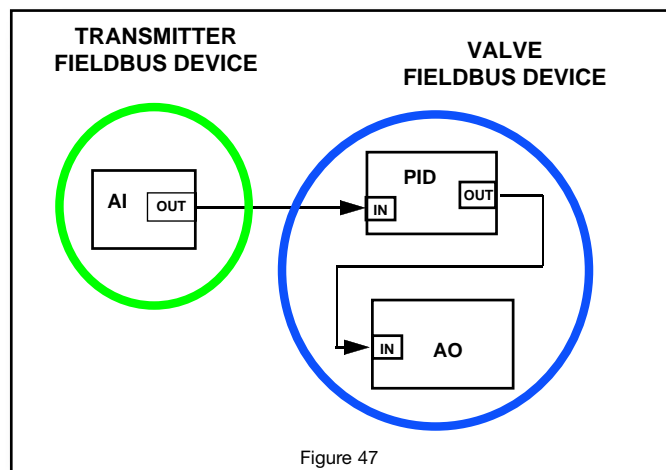 TRANSMITTER
FIELDBUS DEVICE
VALVE
FIELDBUS DEVICE
AI
OUT
PID
IN
OUT
IN
AO
Figure 47